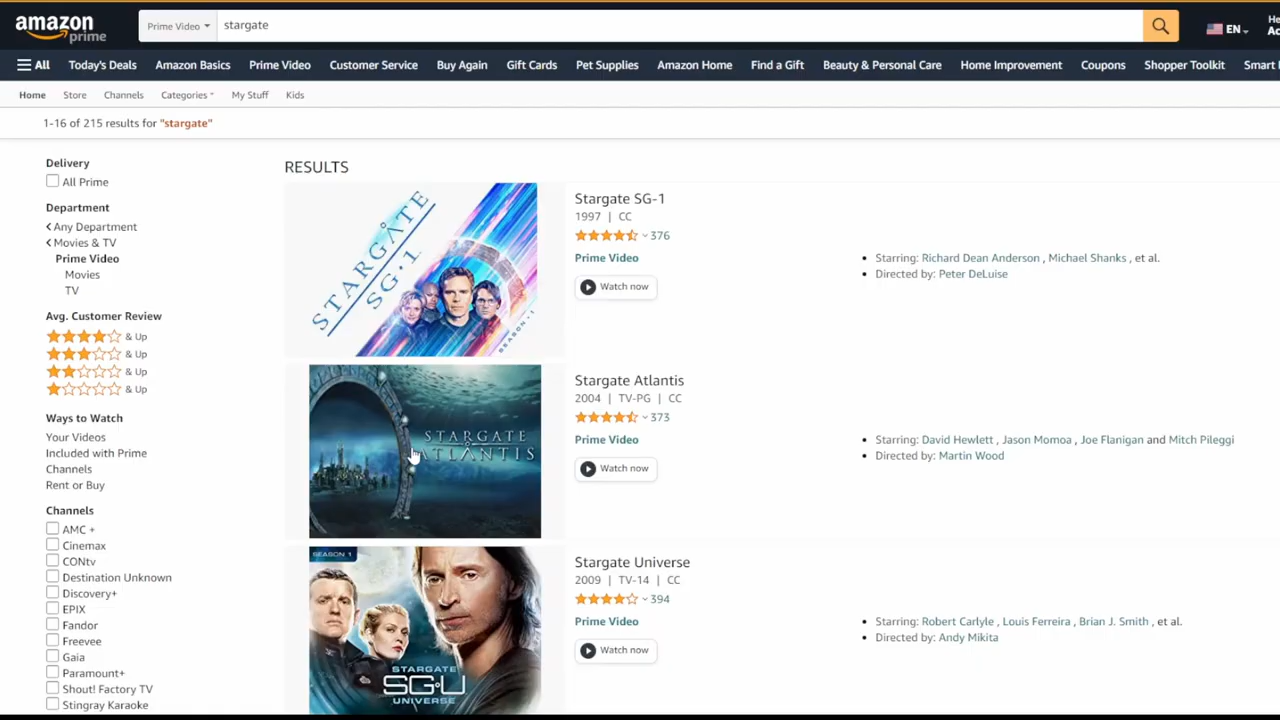 amazon prime
Prime Video
stargate
EN
He
Ac
All
Today's Deals
Amazon Basics
Prime Video
Customer Service
Buy Again
Gift Cards
Pet Supplies
Amazon Home
Find a Gift
Beauty & Personal Care
Home Improvement
Coupons
Shopper Toolkit
Smart
Home
Store
Channels
Categories
My Stuff
Kids
1-16 of 215 results for "stargate"
Delivery
All Prime
Department
Any Department
Movies & TV
Prime Video
Movies
TV
Avg. Customer Review
& Up
& Up
& Up
& Up
Ways to Watch
Your Videos
Included with Prime
Channels
Rent or Buy
Channels
AMC +
Cinemax
CONtv
Destination Unknown
Discovery+
EPIX
Fandor
Freevee
Gaia
Paramount+
Shout! Factory TV
Stingray Karaoke
RESULTS
STARGATE
SG·1
SEASON·1
Stargate SG-1
1997 | CC
376
Prime Video
Watch now
Starring: Richard Dean Anderson , Michael Shanks , et al.
Directed by: Peter DeLuise
STARGATE
ATLANTIS
Stargate Atlantis
2004 | TV-PG | CC
373
Prime Video
Watch now
Starring: David Hewlett , Jason Momoa , Joe Flanigan and Mitch Pileggi
Directed by: Martin Wood
SEASON 1
STARGATE
SG·U
UNIVERSE
Stargate Universe
2009 | TV-14 | CC
394
Prime Video
Watch now
Starring: Robert Carlyle , Louis Ferreira , Brian J. Smith , et al.
Directed by: Andy Mikita